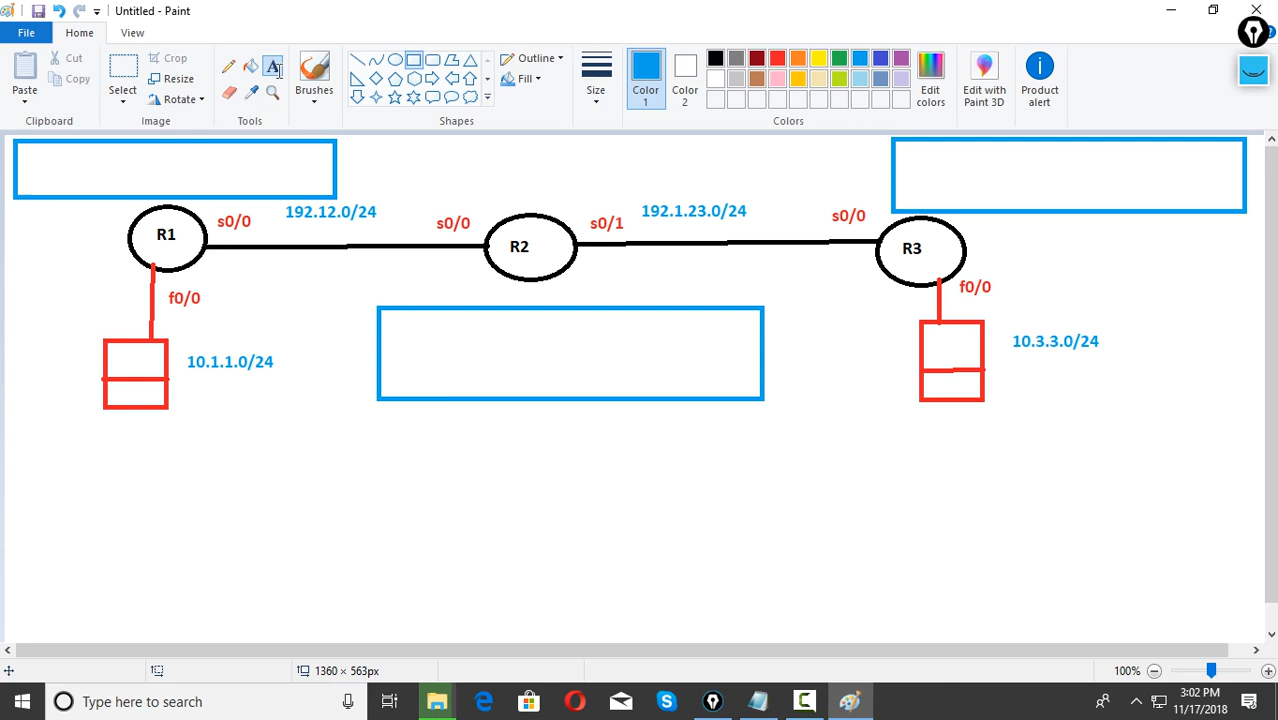 Untitled - Paint
File
Home
View
Cut
Copy
Paste
Clipboard
Crop
Resize
Rotate
Select
Image
A
Tools
Brushes
Outline
Fill
Shapes
Size
Color 1
Color 2
Edit colors
Colors
Edit with Paint 3D
Product alert
R1
s0/0
192.12.0/24
s0/0
R2
s0/1
192.1.23.0/24
s0/0
R3
f0/0
10.1.1.0/24
f0/0
10.3.3.0/24
1360 × 563px
100%
Type here to search
3:02 PM
11/17/2018